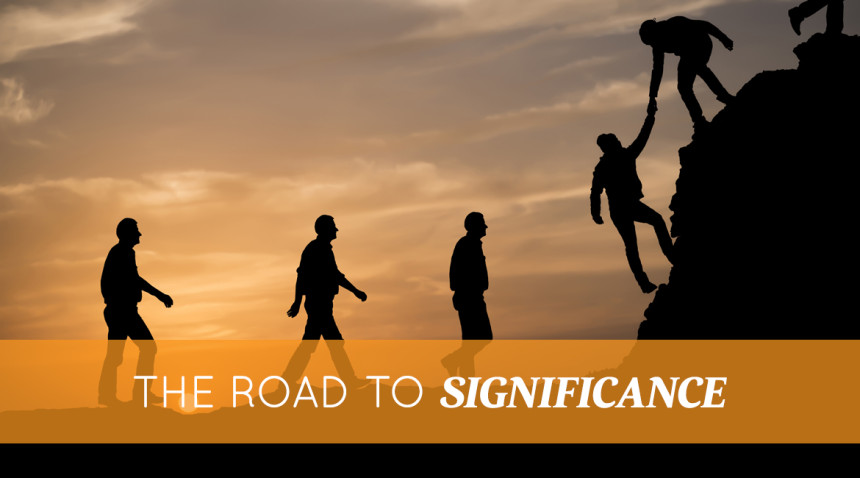 THE ROAD TO SIGNIFICANCE